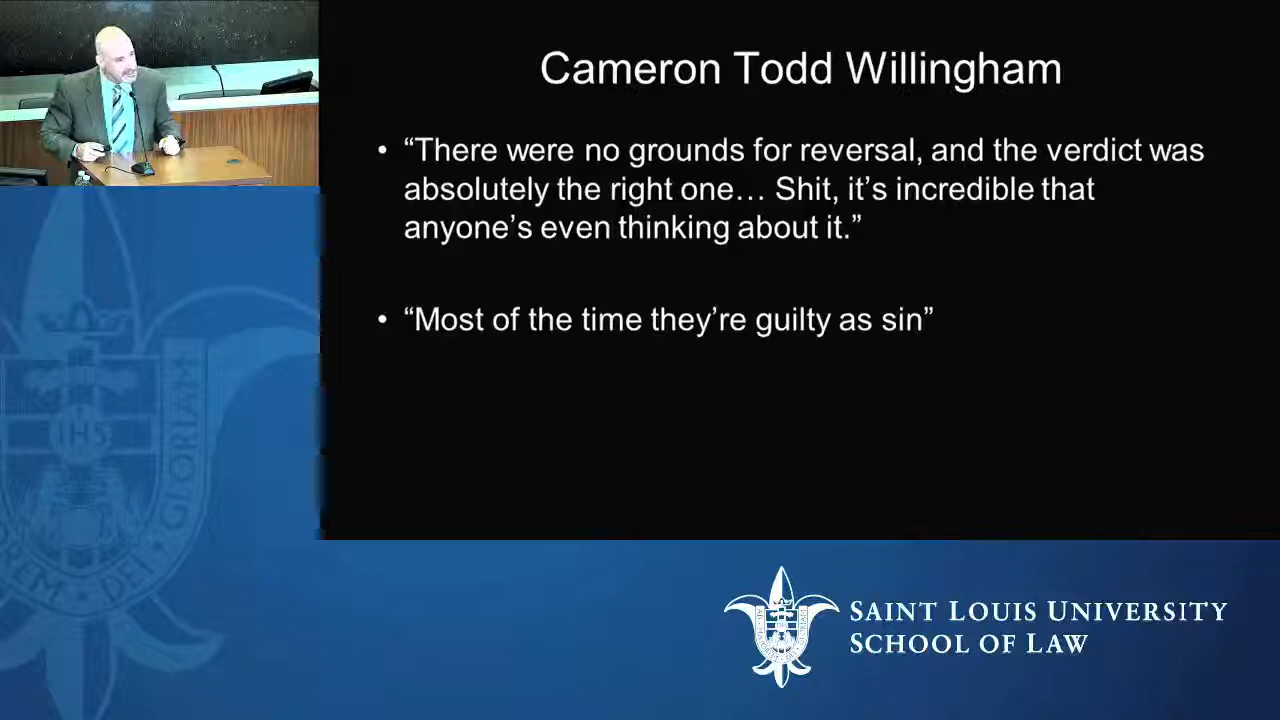 Cameron Todd Willingham
• “There were no grounds for reversal, and the verdict was
absolutely the right one… Shit, it’s incredible that
anyone’s even thinking about it.”
• “Most of the time they’re guilty as sin”
IHS
GLORIAM
SAINT LOUIS UNIVERSITY
SCHOOL OF LAW